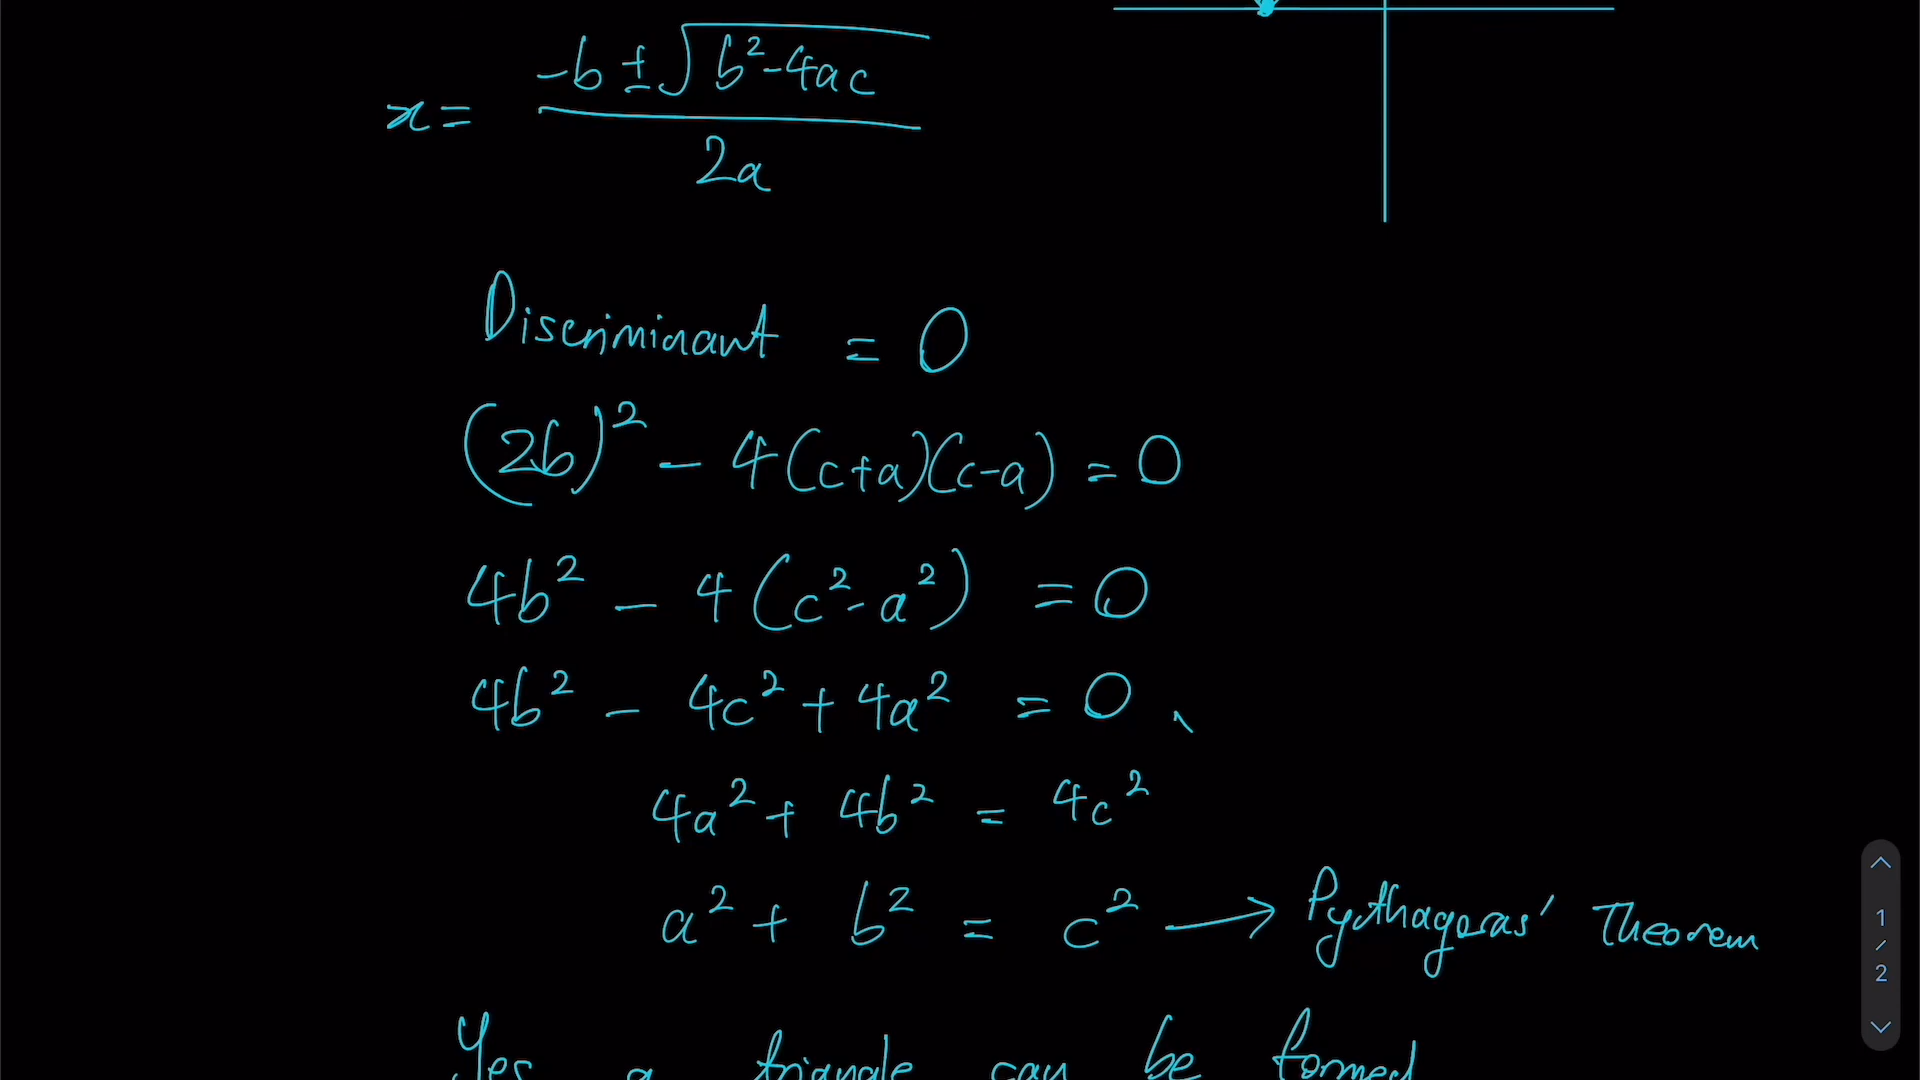 x = -b ± √b²-4ac
2a
Discriminant = 0
(2b)² - 4(c+a)(c-a) = 0
4b² - 4(c²-a²) = 0
4b² - 4c² + 4a² = 0
4a² + 4b² = 4c²
a² + b² = c² → Pythagoras' Theorem
Yes a triangle can be formed
1
/
2